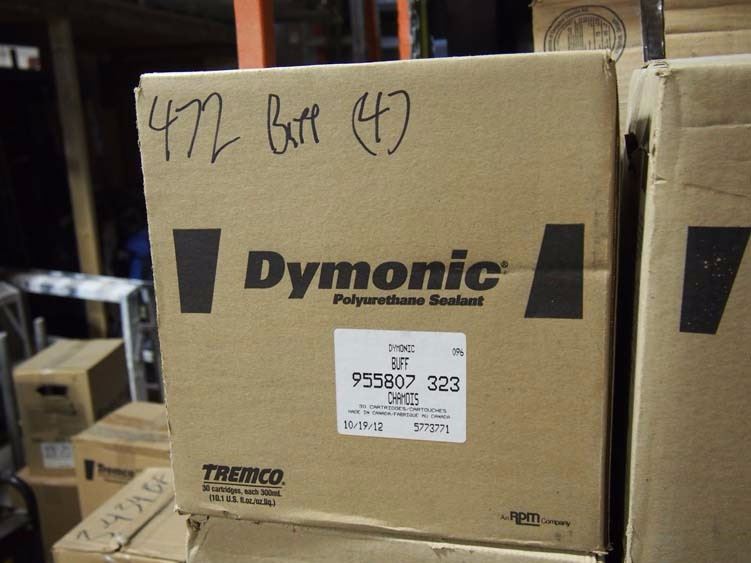 472 Buff (4)
Dymonic®
Polyurethane Sealant
DYMONIC 096
BUFF
955807 323
CHAMOIS
30 CARTRIDGES/CARTOUCHES
MADE IN CANADA/FABRIQUÉ AU CANADA
10/19/12 5773771
TREMCO®
30 cartridges, each 300mL
(10.1 U.S. fl.oz./oz.liq.)
An RPM Company
Dymonic